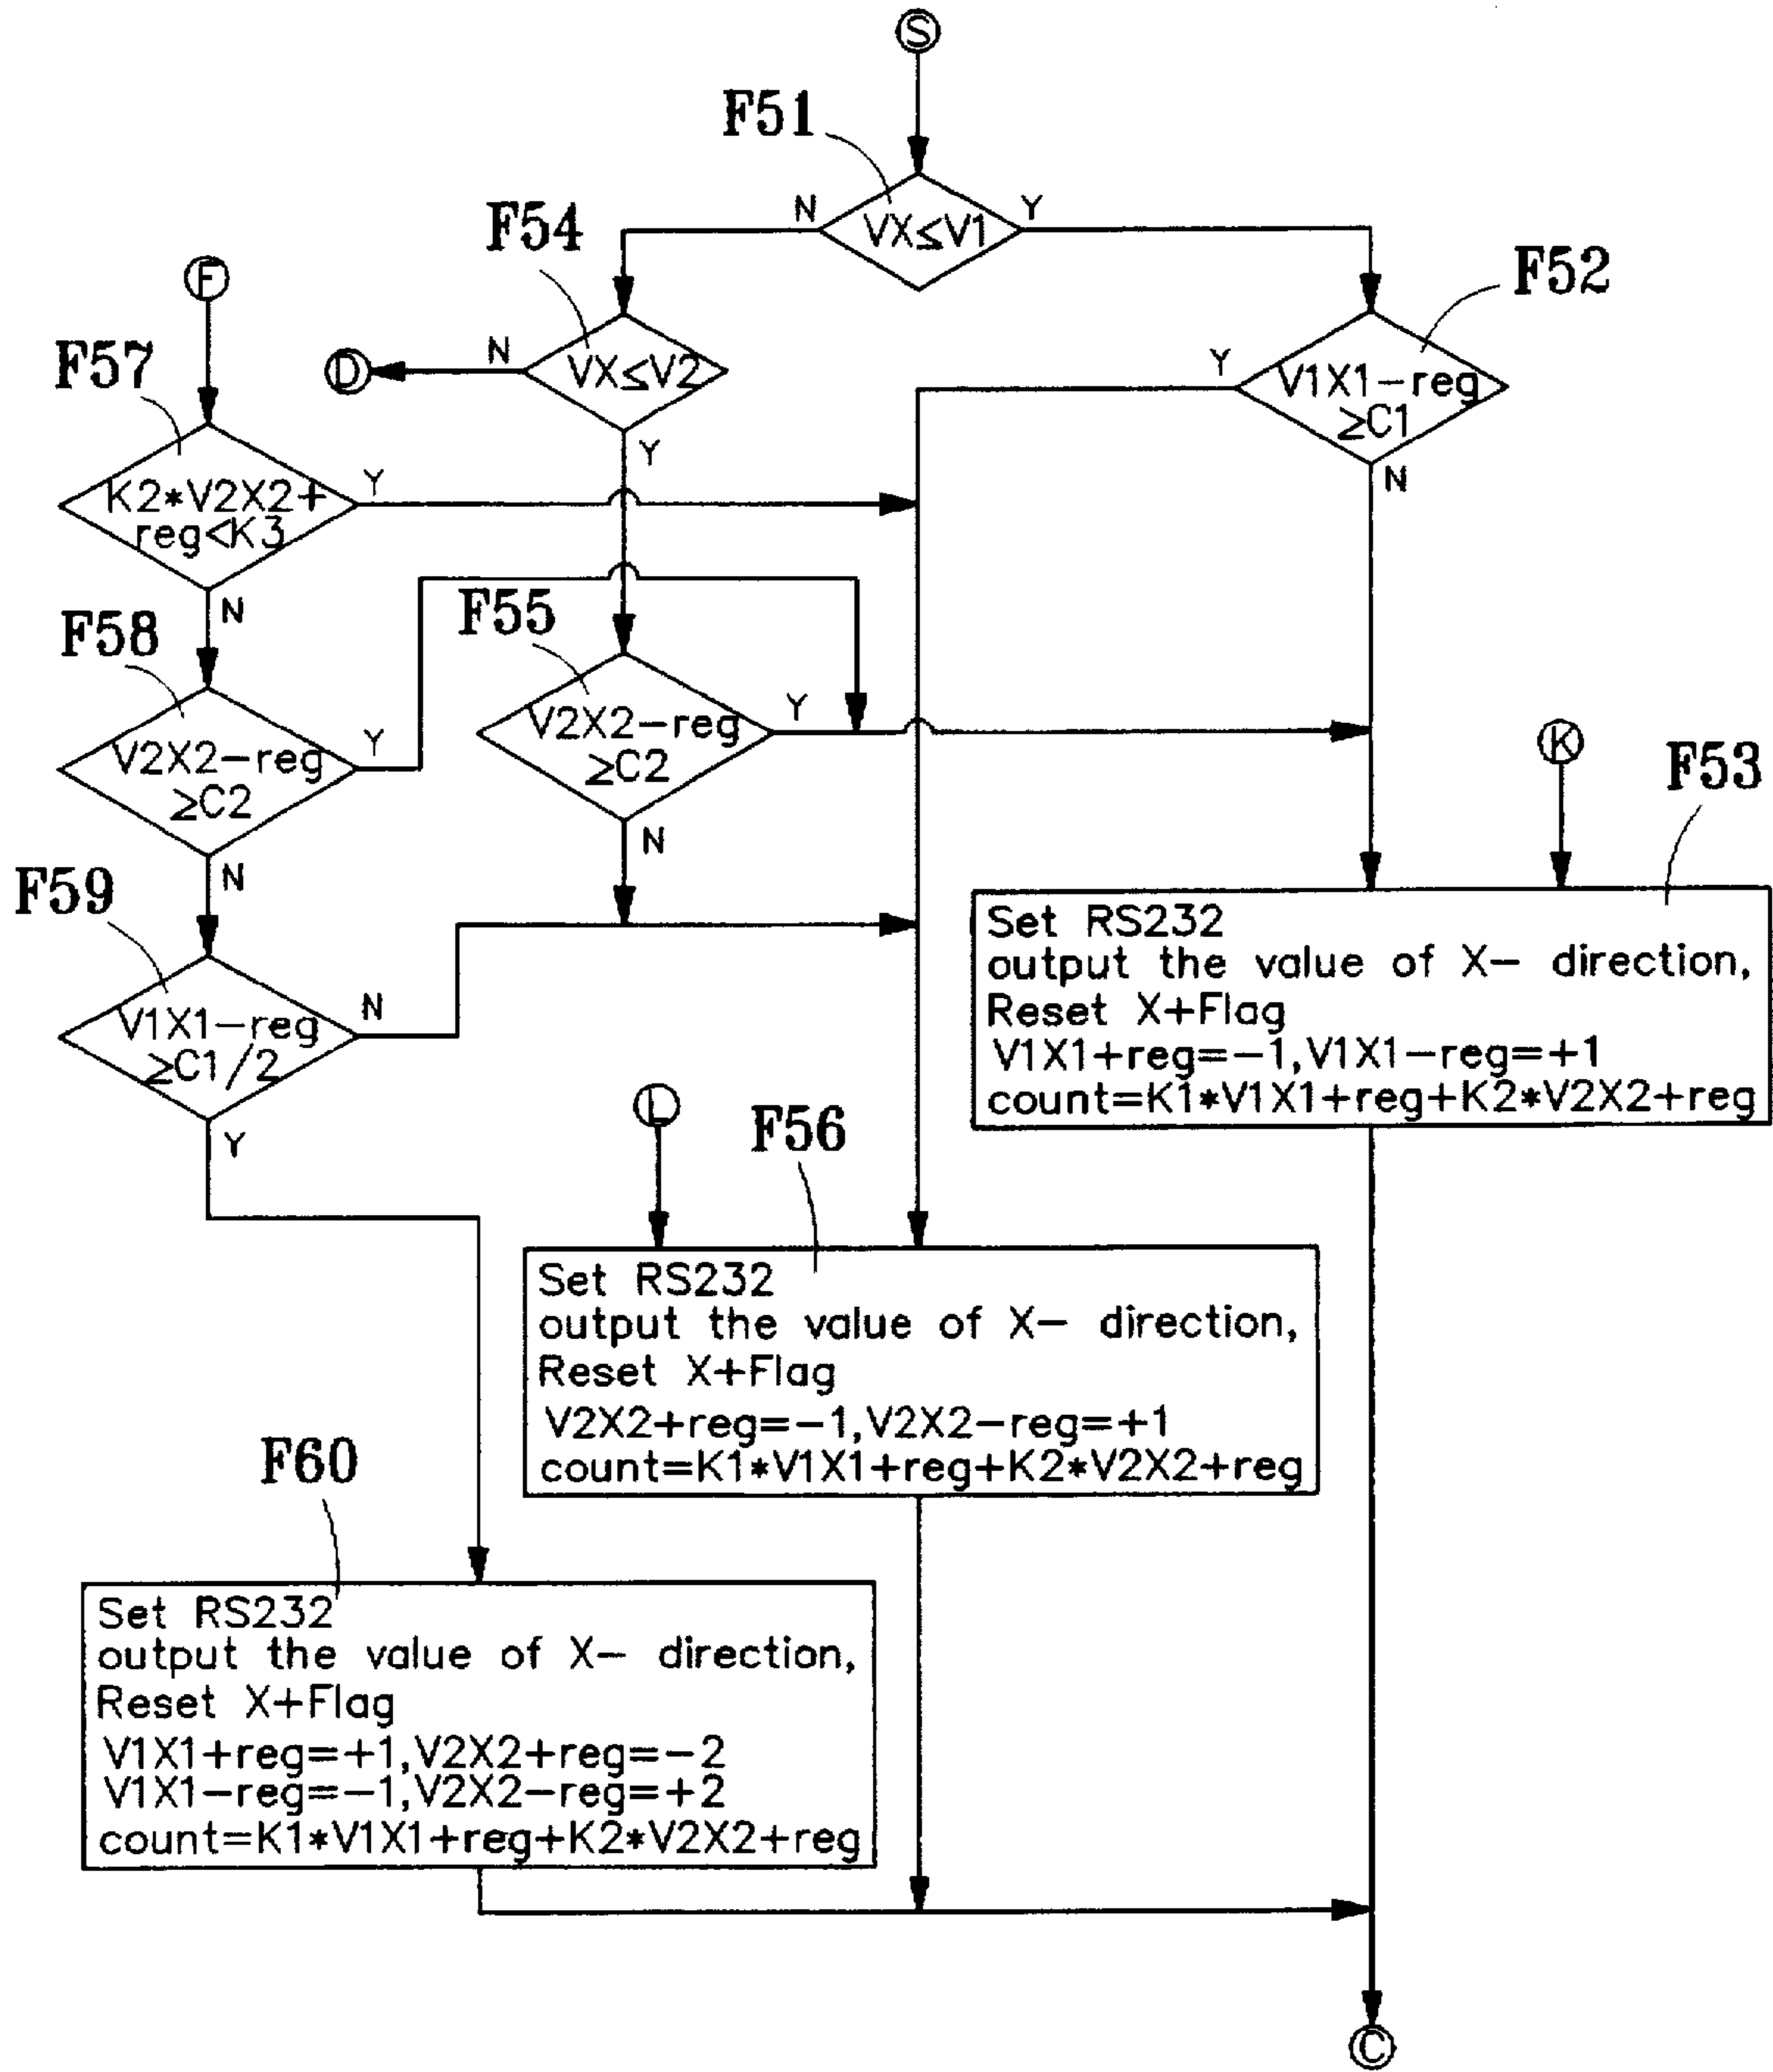 S
F51
N
VX≤V1
Y
F54
F52
F
N
VX≤V2
D
Y
Y
V1X1-reg
≥C1
N
F57
K2*V2X2+
reg<K3
Y
N
F58
V2X2-reg
≥C2
Y
N
F55
V2X2-reg
≥C2
Y
N
K
F53
F59
V1X1-reg
≥C1/2
N
Y
Set RS232
output the value of X- direction,
Reset X+Flag
V1X1+reg=-1,V1X1-reg=+1
count=K1*V1X1+reg+K2*V2X2+reg
L
F56
Set RS232
output the value of X- direction,
Reset X+Flag
V2X2+reg=-1,V2X2-reg=+1
count=K1*V1X1+reg+K2*V2X2+reg
F60
Set RS232
output the value of X- direction,
Reset X+Flag
V1X1+reg=+1,V2X2+reg=-2
V1X1-reg=-1,V2X2-reg=+2
count=K1*V1X1+reg+K2*V2X2+reg
C